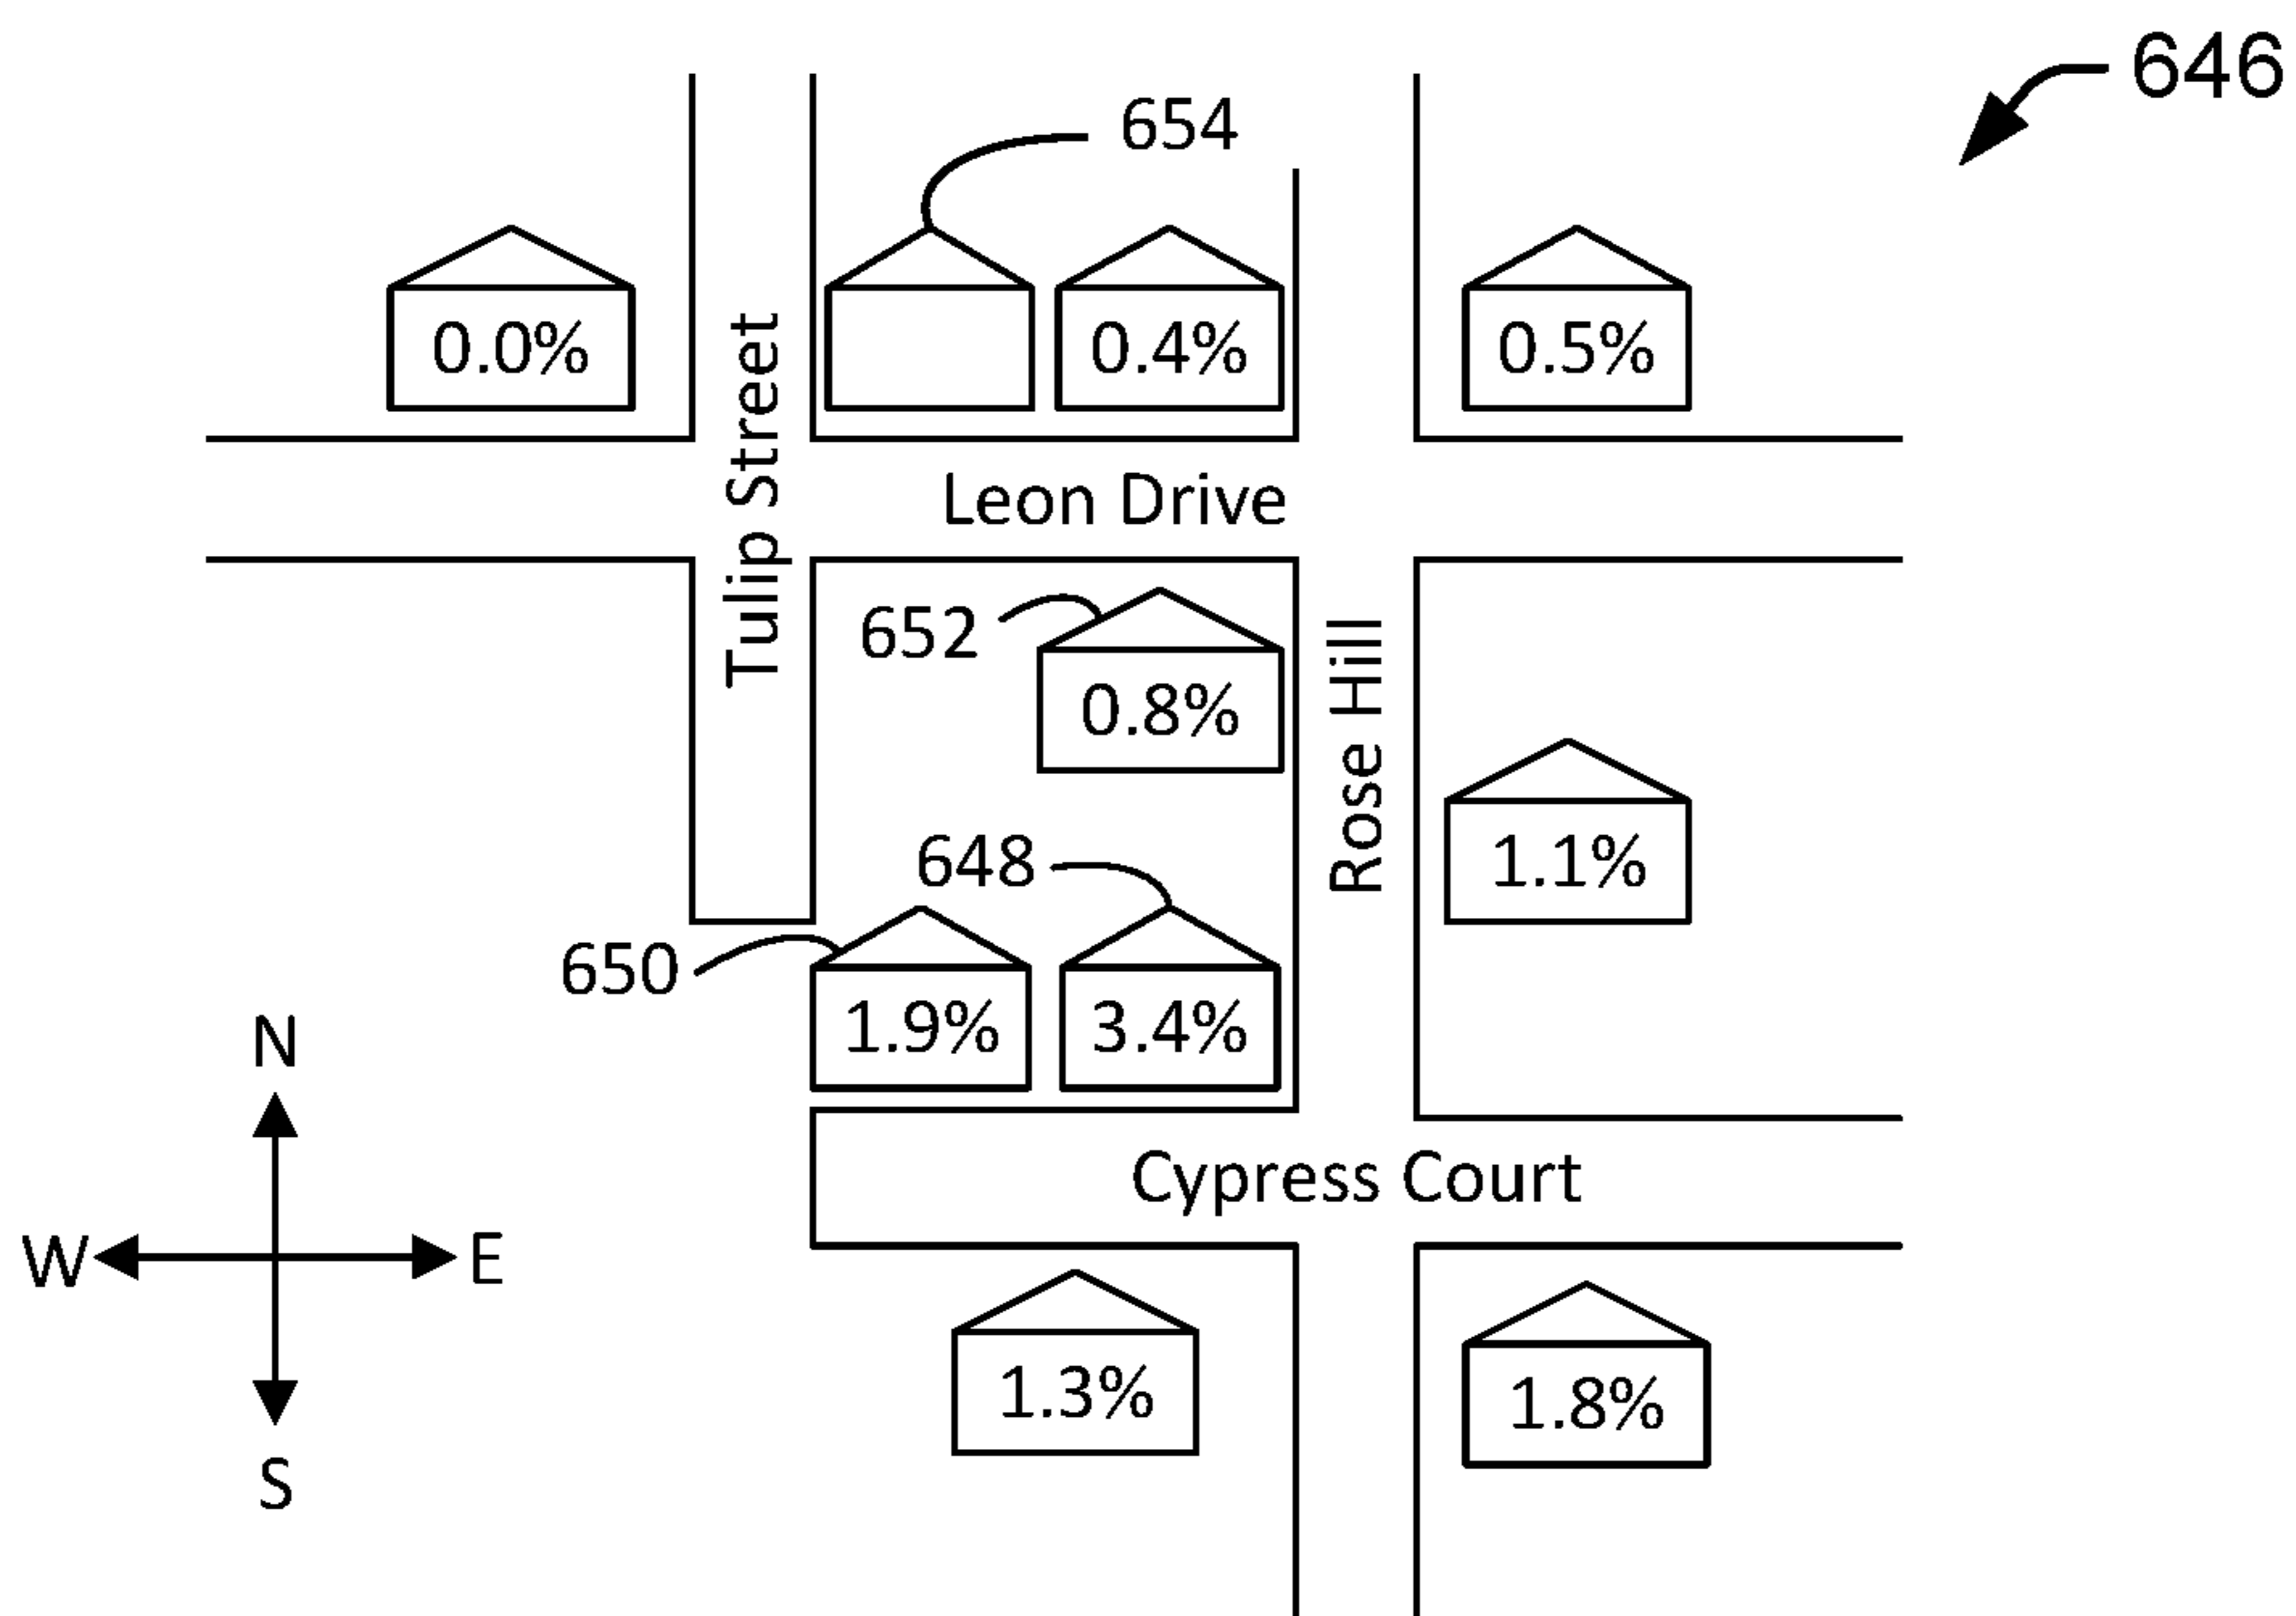 646
654
0.0%
0.4%
0.5%
Tulip Street
Leon Drive
652
0.8%
Rose Hill
648
1.1%
650
1.9%
3.4%
N
Cypress Court
W
E
S
1.3%
1.8%